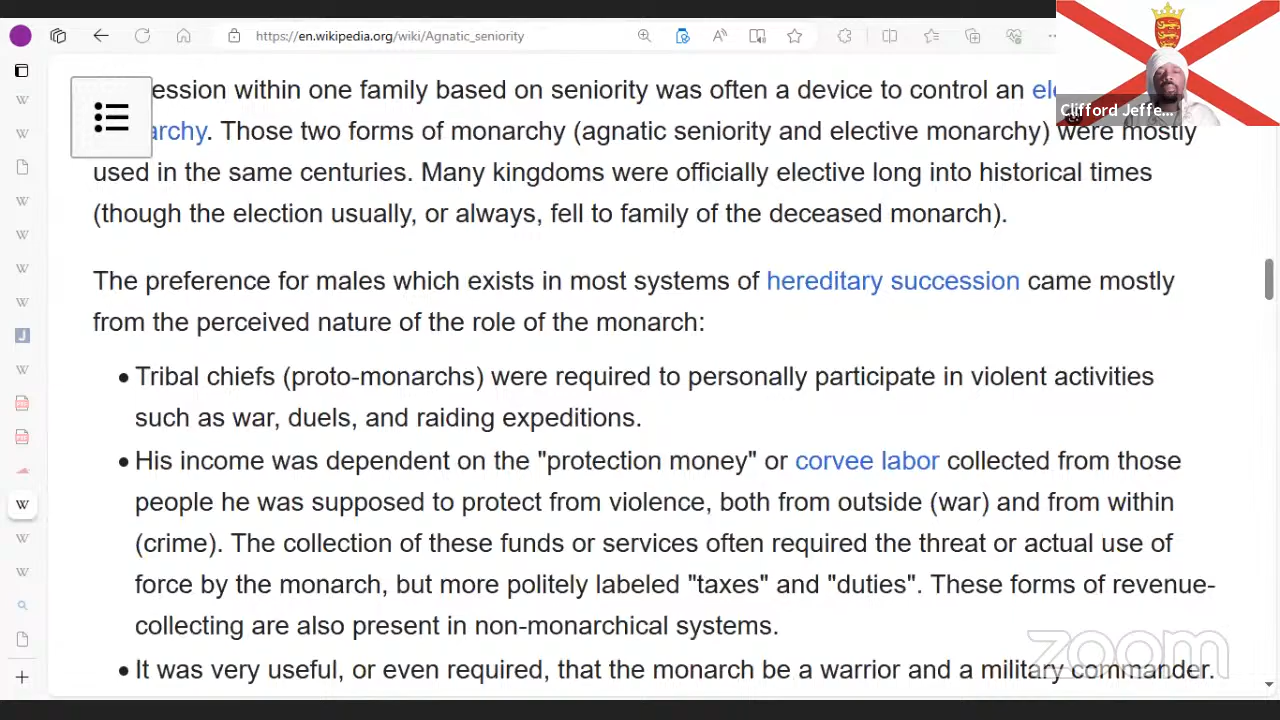 https://en.wikipedia.org/wiki/Agnatic_seniority
Clifford Jeffe...
ession within one family based on seniority was often a device to control an el
archy. Those two forms of monarchy (agnatic seniority and elective monarchy) were mostly
used in the same centuries. Many kingdoms were officially elective long into historical times
(though the election usually, or always, fell to family of the deceased monarch).
The preference for males which exists in most systems of hereditary succession came mostly
from the perceived nature of the role of the monarch:
• Tribal chiefs (proto-monarchs) were required to personally participate in violent activities
such as war, duels, and raiding expeditions.
• His income was dependent on the "protection money" or corvee labor collected from those
people he was supposed to protect from violence, both from outside (war) and from within
(crime). The collection of these funds or services often required the threat or actual use of
force by the monarch, but more politely labeled "taxes" and "duties". These forms of revenue-
collecting are also present in non-monarchical systems.
• It was very useful, or even required, that the monarch be a warrior and a military commander.
zoom